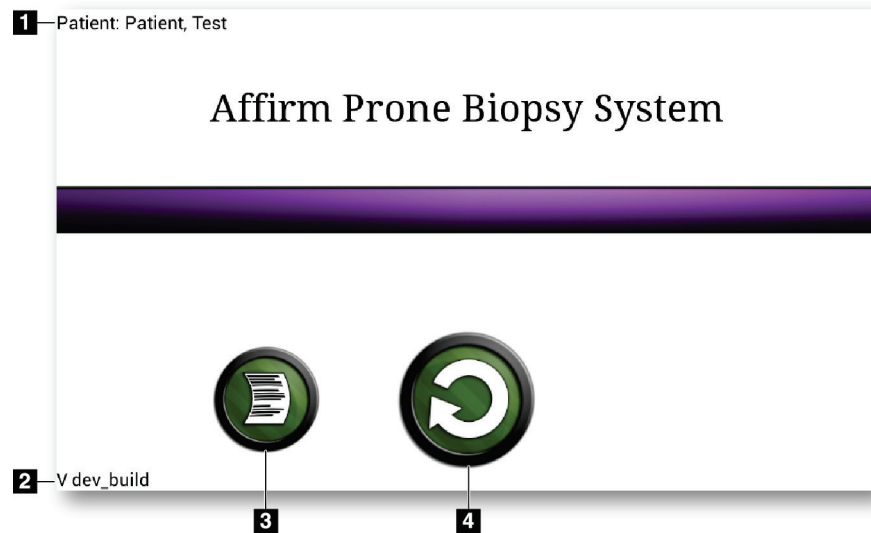 1 Patient: Patient, Test
Affirm Prone Biopsy System
2 V dev_build
3 4